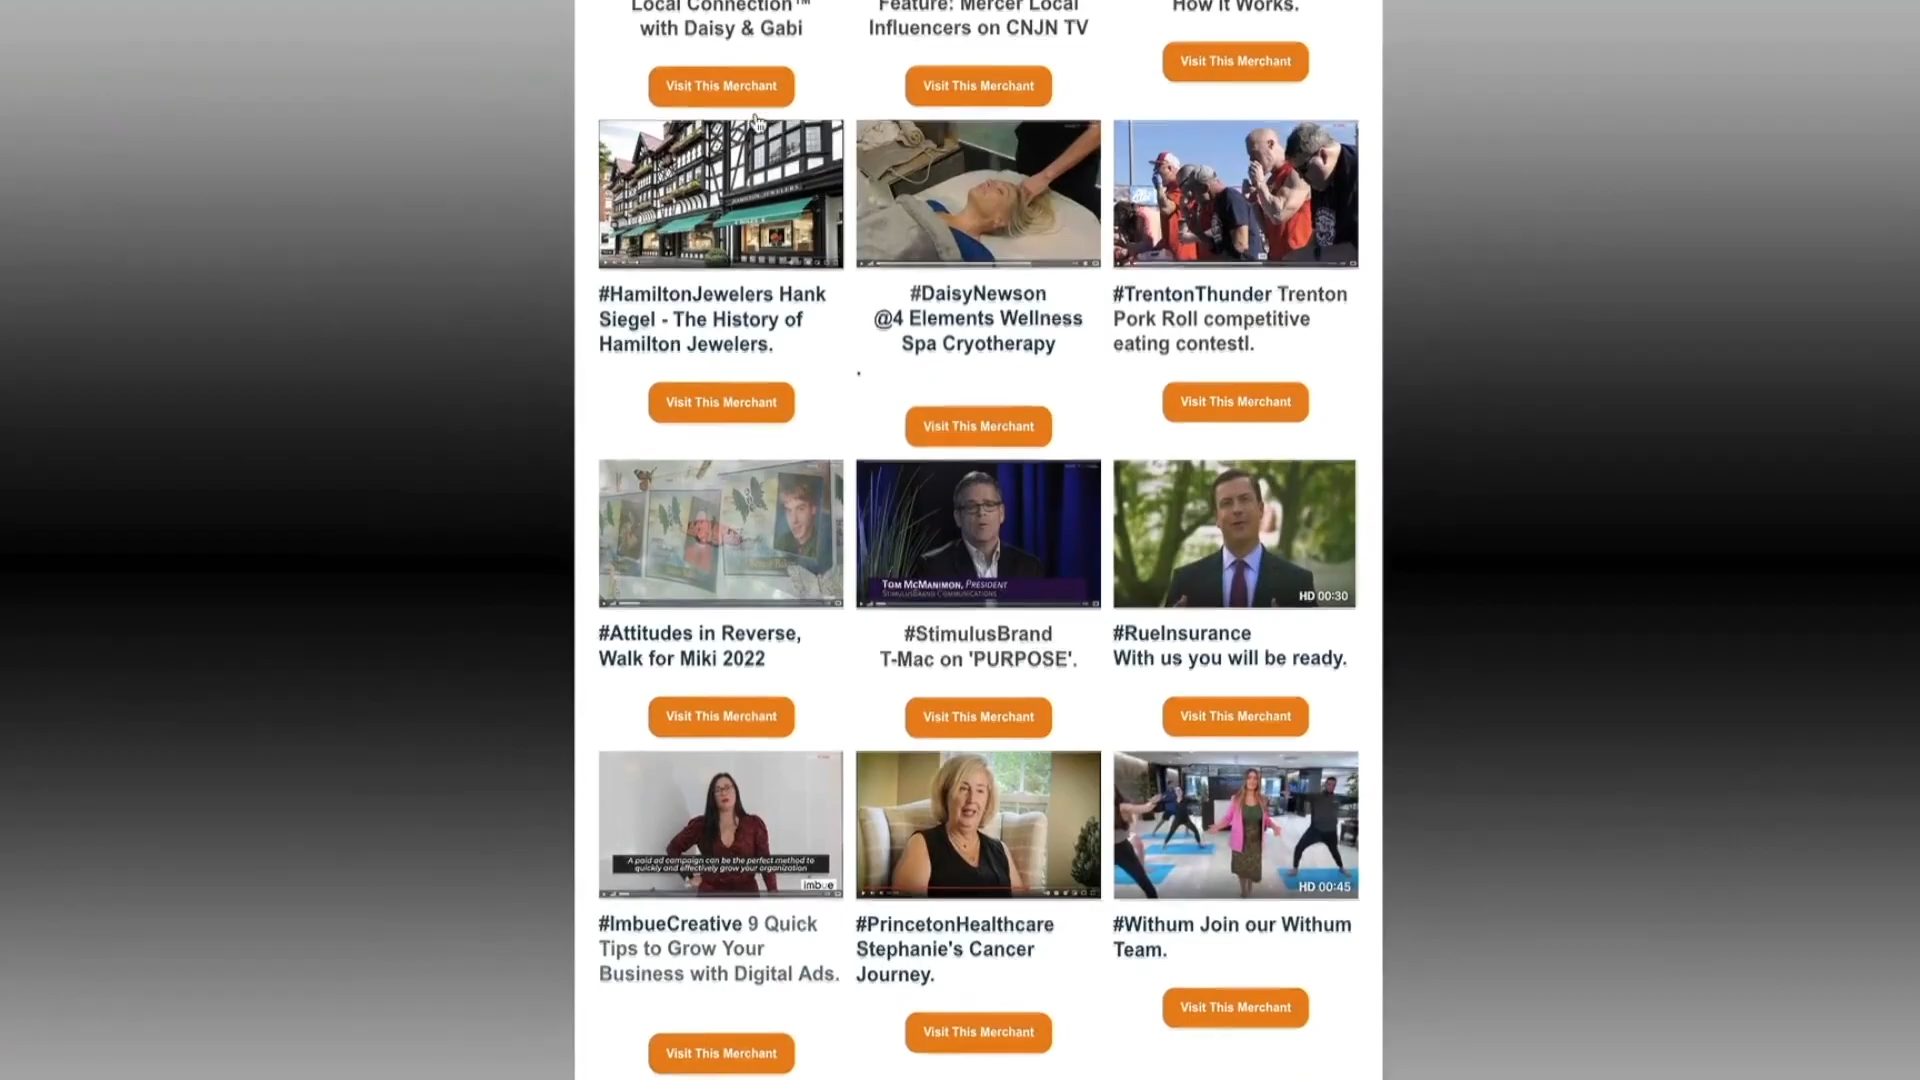 Local Connection™
with Daisy & Gabi
Visit This Merchant
Feature: Mercer Local
Influencers on CNJN TV
Visit This Merchant
How It Works.
Visit This Merchant
HAMILTON JEWELERS
#HamiltonJewelers Hank
Siegel - The History of
Hamilton Jewelers.
Visit This Merchant
#DaisyNewson
@4 Elements Wellness
Spa Cryotherapy
.
Visit This Merchant
#TrentonThunder Trenton
Pork Roll competitive
eating contestl.
Visit This Merchant
#Attitudes in Reverse,
Walk for Miki 2022
Visit This Merchant
TOM MCMANIMON, PRESIDENT
STIMULUSBRAND COMMUNICATIONS
#StimulusBrand
T-Mac on 'PURPOSE'.
Visit This Merchant
HD 00:30
#RueInsurance
With us you will be ready.
Visit This Merchant
A paid ad campaign can be the perfect method to
quickly and effectively grow your organization
imbue
#ImbueCreative 9 Quick
Tips to Grow Your
Business with Digital Ads.
Visit This Merchant
#PrincetonHealthcare
Stephanie's Cancer
Journey.
Visit This Merchant
HD 00:45
#Withum Join our Withum
Team.
Visit This Merchant